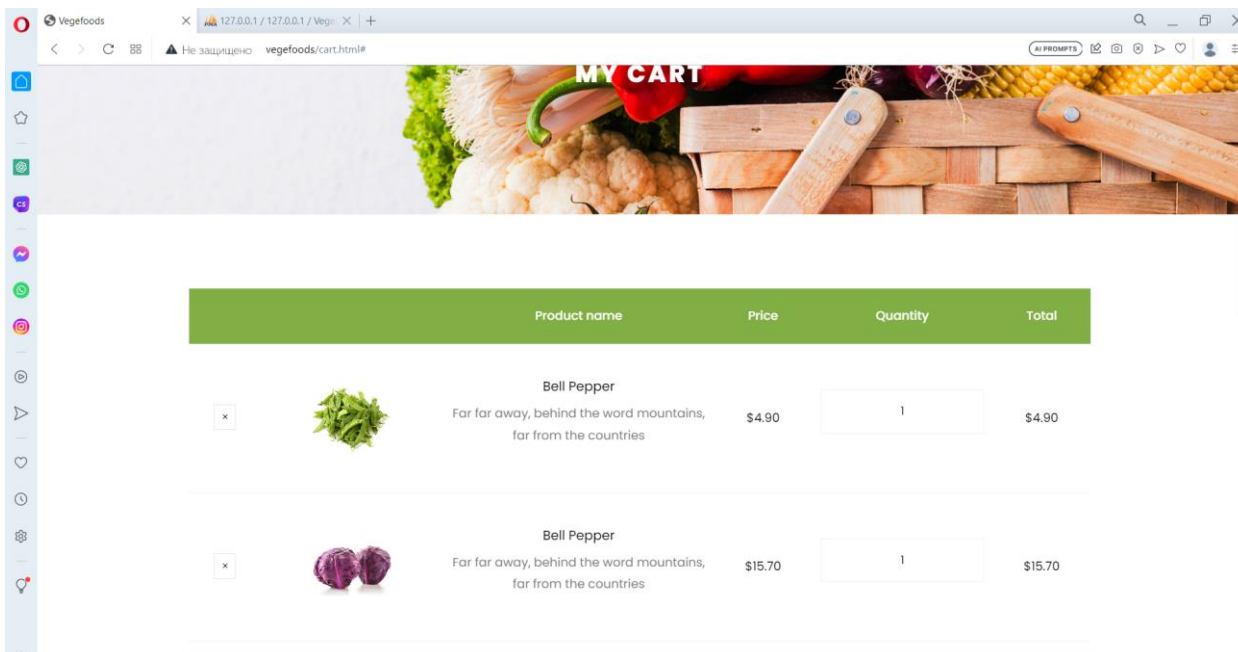 Vegefoods
127.0.0.1 / 127.0.0.1 / Vege
Не защищено vegefoods/cart.html#
AI PROMPTS
MY CART
CS
Product name Price Quantity Total
Bell Pepper
Far far away, behind the word mountains,
far from the countries
$4.90 1 $4.90
Bell Pepper
Far far away, behind the word mountains,
far from the countries
$15.70 1 $15.70